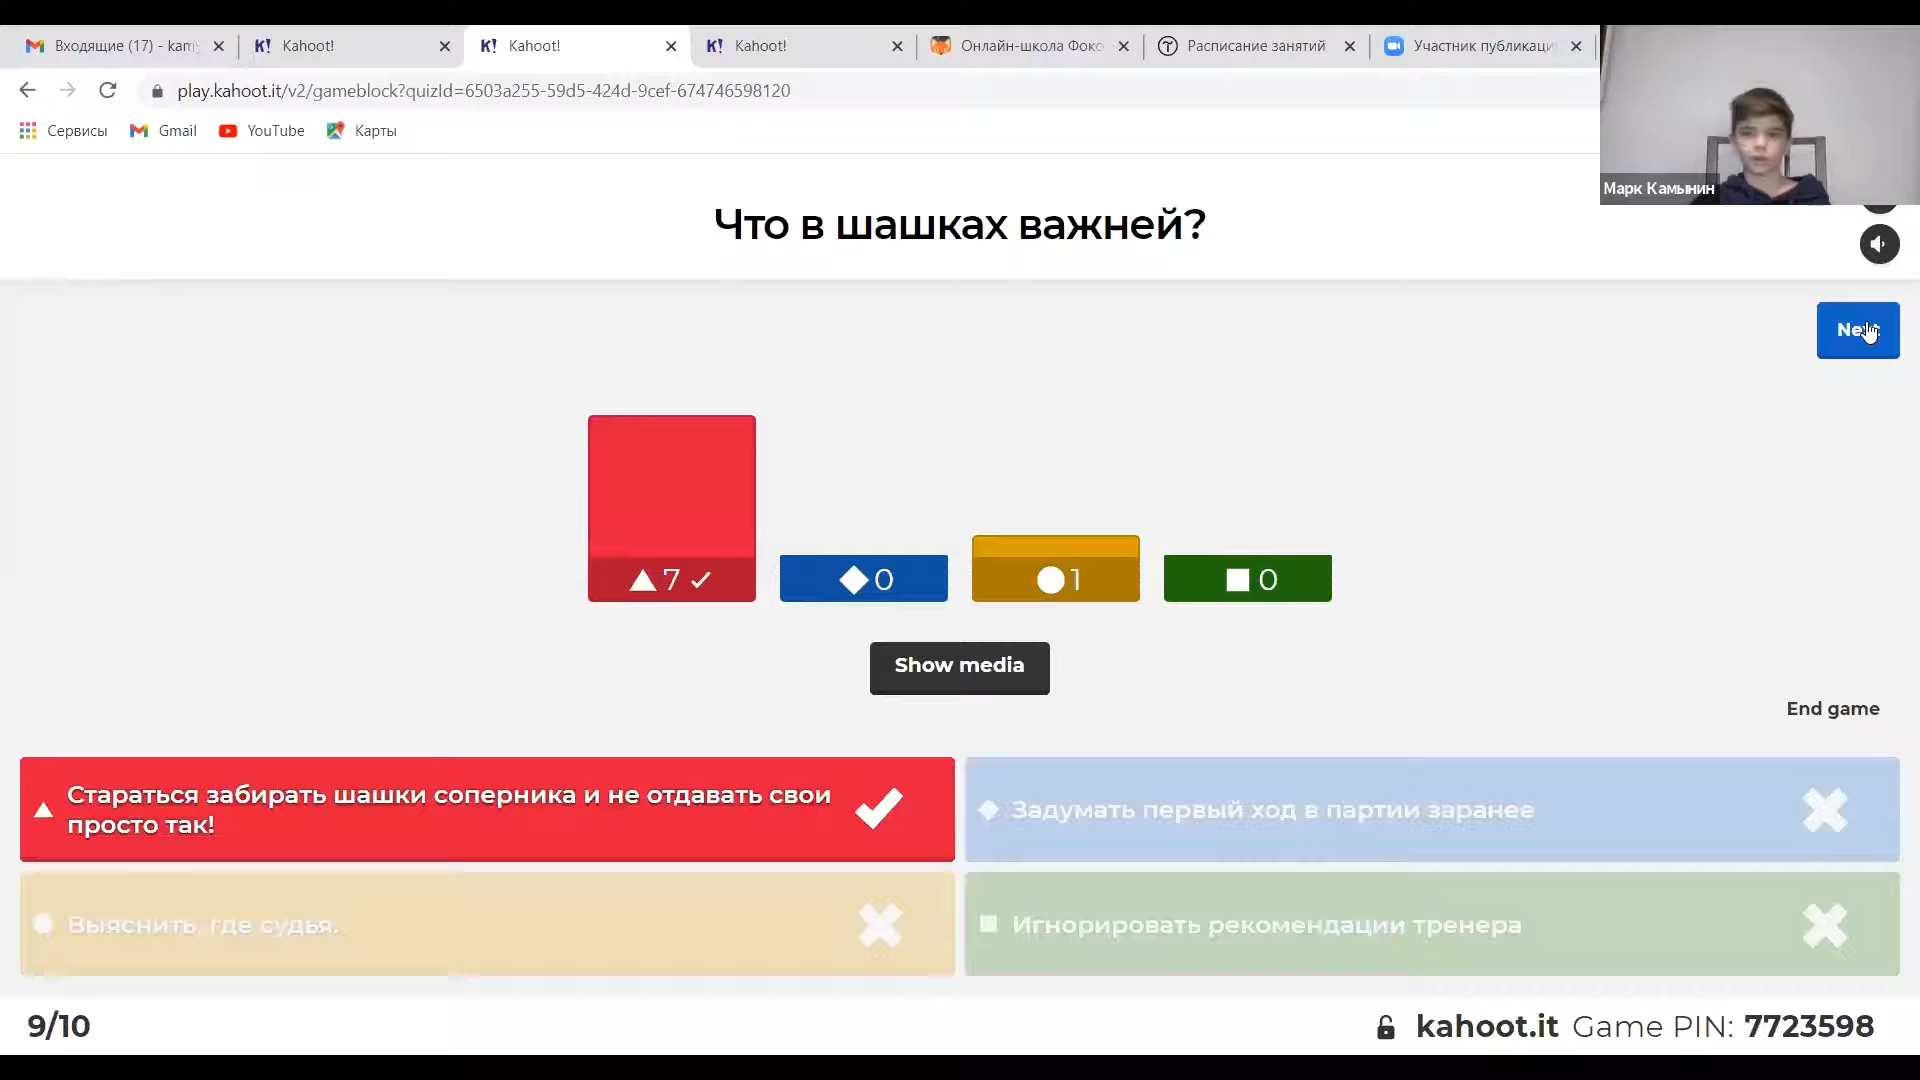 Входящие (17) - kam
Kahoot!
Kahoot!
Kahoot!
Онлайн-школа Фокс
Расписание занятий
Участник публикаци
play.kahoot.it/v2/gameblock?quizId=6503a255-59d5-424d-9cef-674746598120
Сервисы
Gmail
YouTube
Карты
Марк Камынин
Что в шашках важней?
Next
7
0
1
0
Show media
End game
Стараться забирать шашки соперника и не отдавать свои
просто так!
Задумать первый ход в партии заранее
Выяснить, где судья.
Игнорировать рекомендации тренера
9/10
kahoot.it Game PIN: 7723598